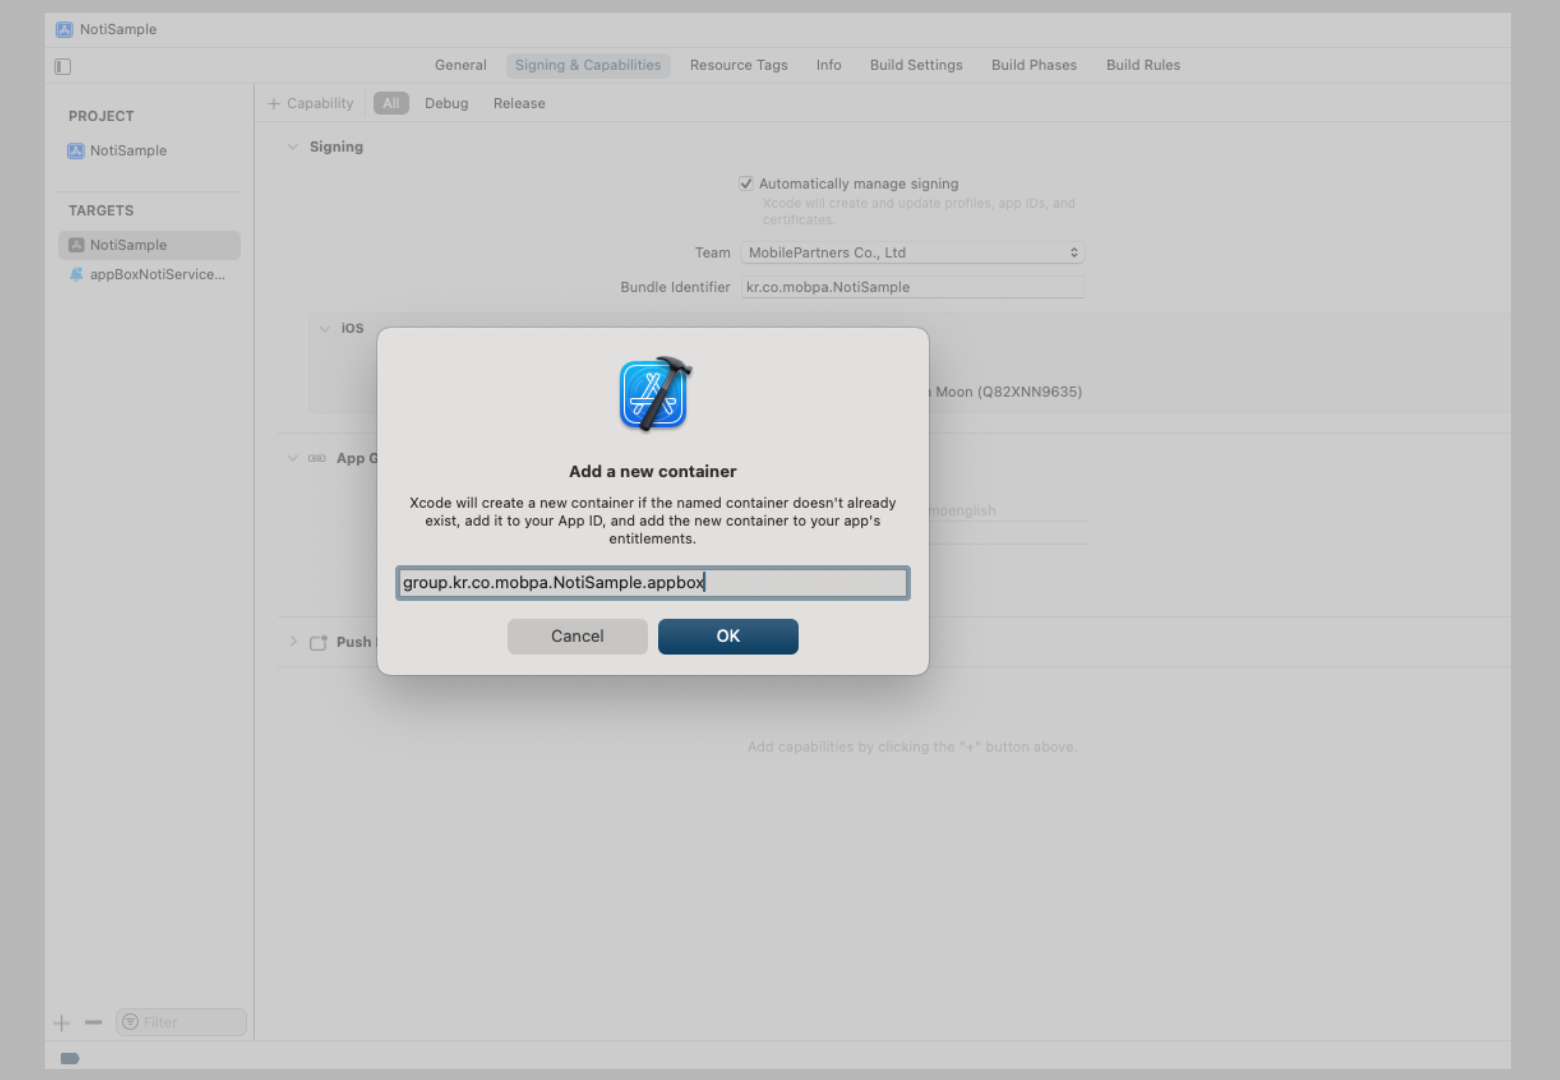 NotiSample
General Signing & Capabilities Resource Tags Info Build Settings Build Phases Build Rules
+ Capability All Debug Release
PROJECT
NotiSample
TARGETS
NotiSample
appBoxNotiService...
Signing
Automatically manage signing
Xcode will create and update profiles, app IDs, and
certificates.
Team MobilePartners Co., Ltd
Bundle Identifier kr.co.mobpa.NotiSample
iOS
Moon (Q82XNN9635)
App G
moenglish
Add a new container
Xcode will create a new container if the named container doesn't already
exist, add it to your App ID, and add the new container to your app's
entitlements.
group.kr.co.mobpa.NotiSample.appbox
Cancel OK
Push
Add capabilities by clicking the "+" button above.
Filter